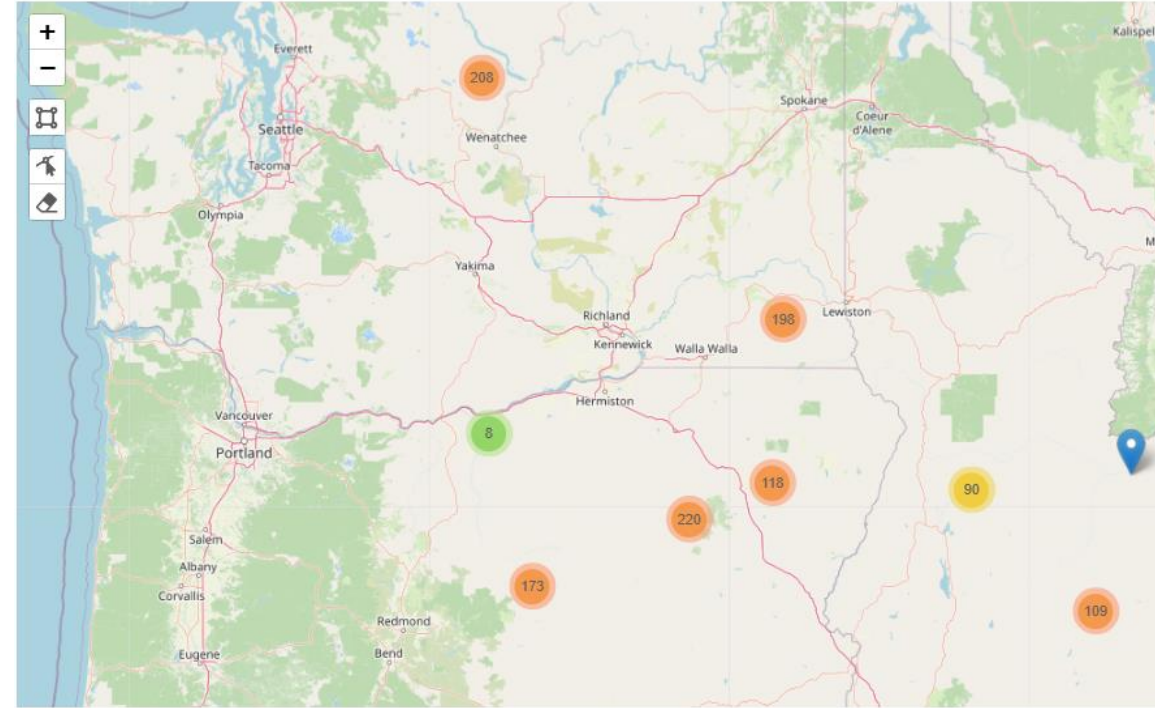 +
−
Everett
208
Kalispel
Spokane
Coeur
d'Alene
Seattle
Wenatchee
Tacoma
Olympia
M
Yakima
Richland
198
Lewiston
Kennewick
Walla Walla
Hermiston
Vancouver
8
Portland
118
90
220
Salem
Albany
173
Corvallis
109
Redmond
Eugene
Bend